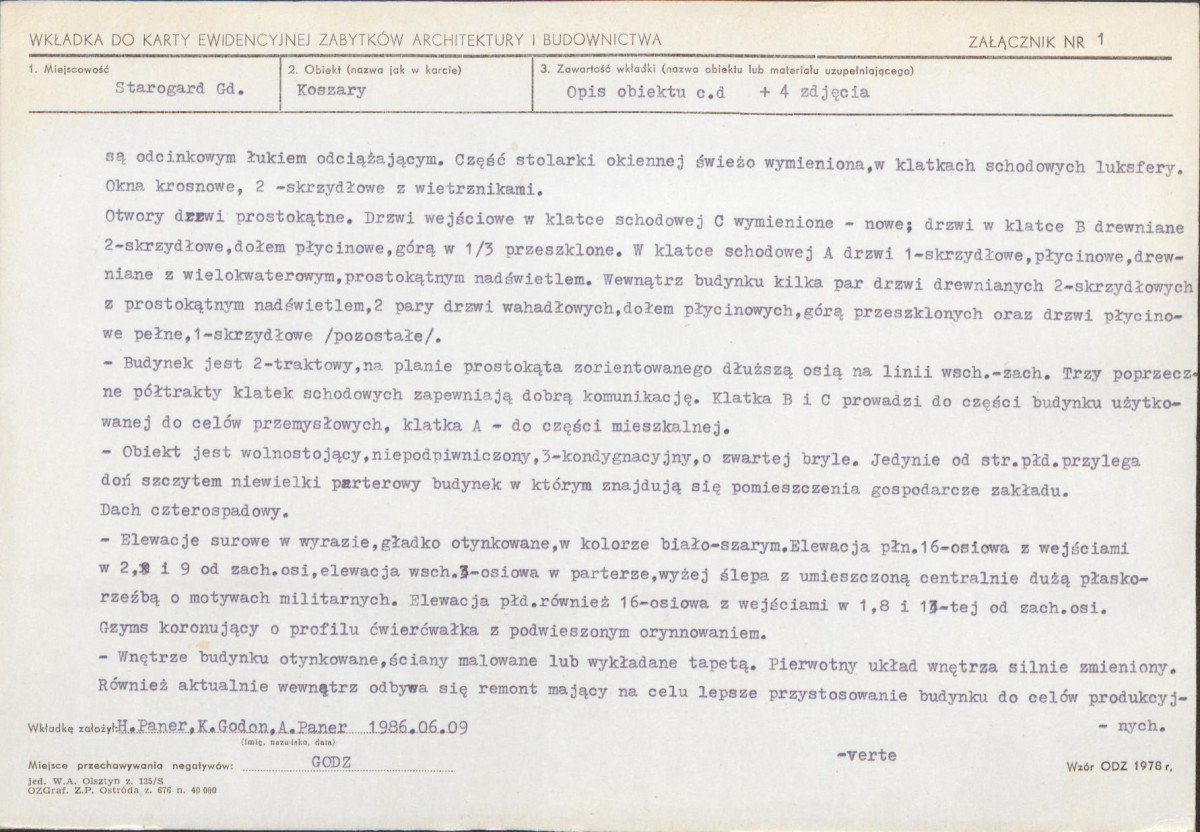 WKŁADKA DO KARTY EWIDENCYJNEJ ZABYTKÓW ARCHITEKTURY I BUDOWNICTWA
ZAŁĄCZNIK NR 1
1. Miejscowość
Starogard Gd.
2. Obiekt (nazwa jak w karcie)
Koszary
3. Zawartość wkładki (nazwa obiektu lub materiału uzupełniającego)
Opis obiektu c.d + 4 zdjęcia
są odcinkowym łukiem odciążającym. Część stolarki okiennej świeżo wymieniona,w klatkach schodowych luksfery.
Okna krosnowe, 2 -skrzydłowe z wietrznikami.
Otwory drzwi prostokątne. Drzwi wejściowe w klatce schodowej C wymienione - nowe; drzwi w klatce B drewniane
2-skrzydłowe,dołem płycinowe,górą w 1/3 przeszklone. W klatce schodowej A drzwi 1-skrzydłowe,płycinowe,drew-
niane z wielokwaterowym,prostokątnym nadświetlem. Wewnątrz budynku kilka par drzwi drewnianych 2-skrzydłowych
z prostokątnym nadświetlem,2 pary drzwi wahadłowych,dołem płycinowych,górą przeszklonych oraz drzwi płycino-
we pełne,1-skrzydłowe /pozostałe/.
- Budynek jest 2-traktowy,na planie prostokąta zorientowanego dłuższą osią na linii wsch.-zach. Trzy poprzecz-
ne półtrakty klatek schodowych zapewniają dobrą komunikację. Klatka B i C prowadzi do części budynku użytko-
wanej do celów przemysłowych, klatka A - do części mieszkalnej.
- Obiekt jest wolnostojący,niepodpiwniczony,3-kondygnacyjny,o zwartej bryle. Jedynie od str.płd.przylega
doń szczytem niewielki parterowy budynek w którym znajdują się pomieszczenia gospodarcze zakładu.
Dach czterospadowy.
- Elewacje surowe w wyrazie,gładko otynkowane,w kolorze biało-szarym.Elewacja płn.16-osiowa z wejściami
w 2, i 9 od zach.osi,elewacja wsch.3-osiowa w parterze,wyżej ślepa z umieszczoną centralnie dużą płasko-
rzeźbą o motywach militarnych. Elewacja płd.również 16-osiowa z wejściami w 1,8 i 13-tej od zach.osi.
Gzyms koronujący o profilu ćwierćwałka z podwieszonym orynnowaniem.
- Wnętrze budynku otynkowane,ściany malowane lub wykładane tapetą. Pierwotny układ wnętrza silnie zmieniony.
Również aktualnie wewnątrz odbywa się remont mający na celu lepsze przystosowanie budynku do celów produkcyj-
- nych.
Wkładkę założył: H.Paner,K.Godon,A.Paner 1986.06.09
(imię, nazwisko, data)
-verte
Miejsce przechowywania negatywów: GODZ
Wzór ODZ 1978 r.
Jed. W.A. Olsztyn z. 135/S
OZGraf. Z.P. Ostróda z. 676 n. 40 000